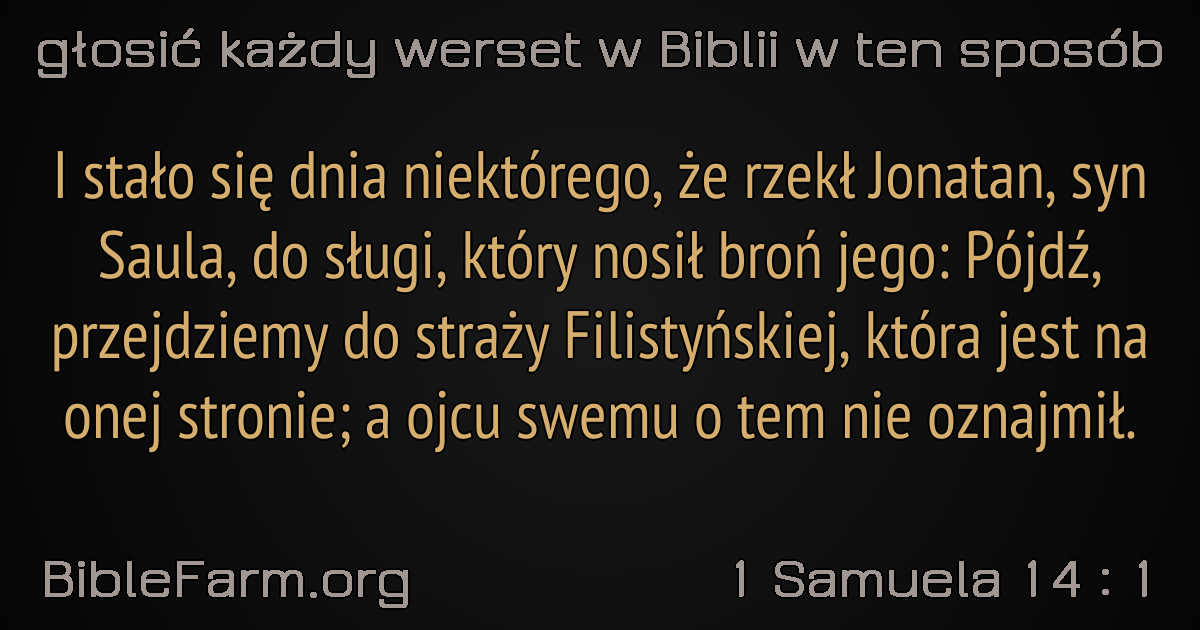 głosić każdy werset w Biblii w ten sposób
I stało się dnia niektórego, że rzekł Jonatan, syn
Saula, do sługi, który nosił broń jego: Pójdź,
przejdziemy do straży Filistyńskiej, która jest na
onej stronie; a ojcu swemu o tem nie oznajmił.
BibleFarm.org
1 Samuela 14 : 1